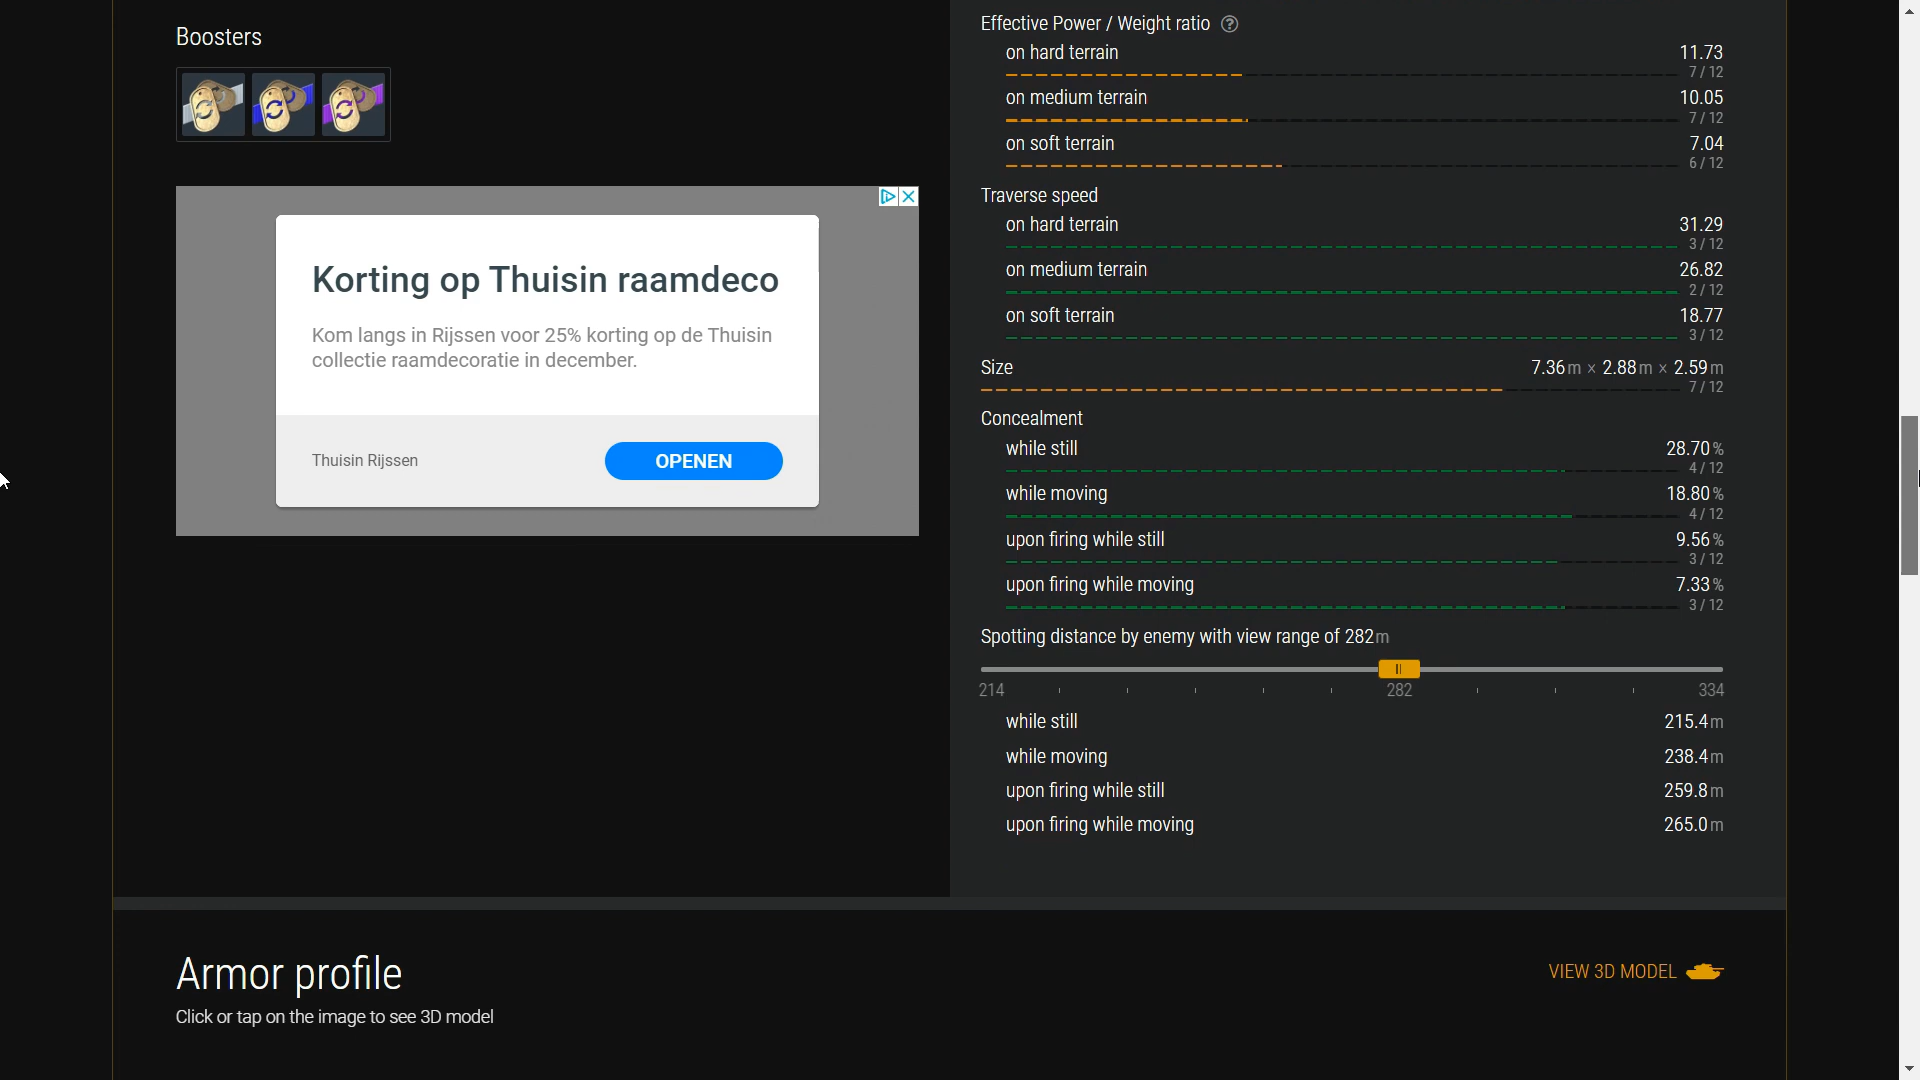 Boosters
Korting op Thuisin raamdeco
Kom langs in Rijssen voor 25% korting op de Thuisin
collectie raamdecoratie in december.
Thuisin Rijssen
OPENEN
Effective Power / Weight ratio ?
on hard terrain 11.73
7 / 12
on medium terrain 10.05
7 / 12
on soft terrain 7.04
6 / 12
Traverse speed
on hard terrain 31.29
3 / 12
on medium terrain 26.82
2 / 12
on soft terrain 18.77
3 / 12
Size 7.36 m × 2.88 m × 2.59 m
7 / 12
Concealment
while still 28.70 %
4 / 12
while moving 18.80 %
4 / 12
upon firing while still 9.56 %
3 / 12
upon firing while moving 7.33 %
3 / 12
Spotting distance by enemy with view range of 282 m
214 282 334
while still 215.4 m
while moving 238.4 m
upon firing while still 259.8 m
upon firing while moving 265.0 m
Armor profile
VIEW 3D MODEL
Click or tap on the image to see 3D model